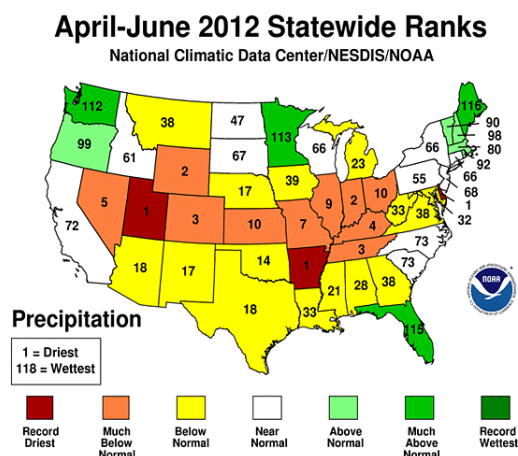 April-June 2012 Statewide Ranks
National Climatic Data Center/NESDIS/NOAA
112
38
47
113
116
99
61
67
66
66
90
98
80
92
2
23
55
66
68
1
32
5
1
3
17
39
9
2
10
33
38
72
10
7
4
3
73
73
18
17
14
1
21
28
38
18
33
115
NOAA
Precipitation
1 = Driest
118 = Wettest
Record
Driest
Much
Below
Normal
Below
Normal
Near
Normal
Above
Normal
Much
Above
Normal
Record
Wettest